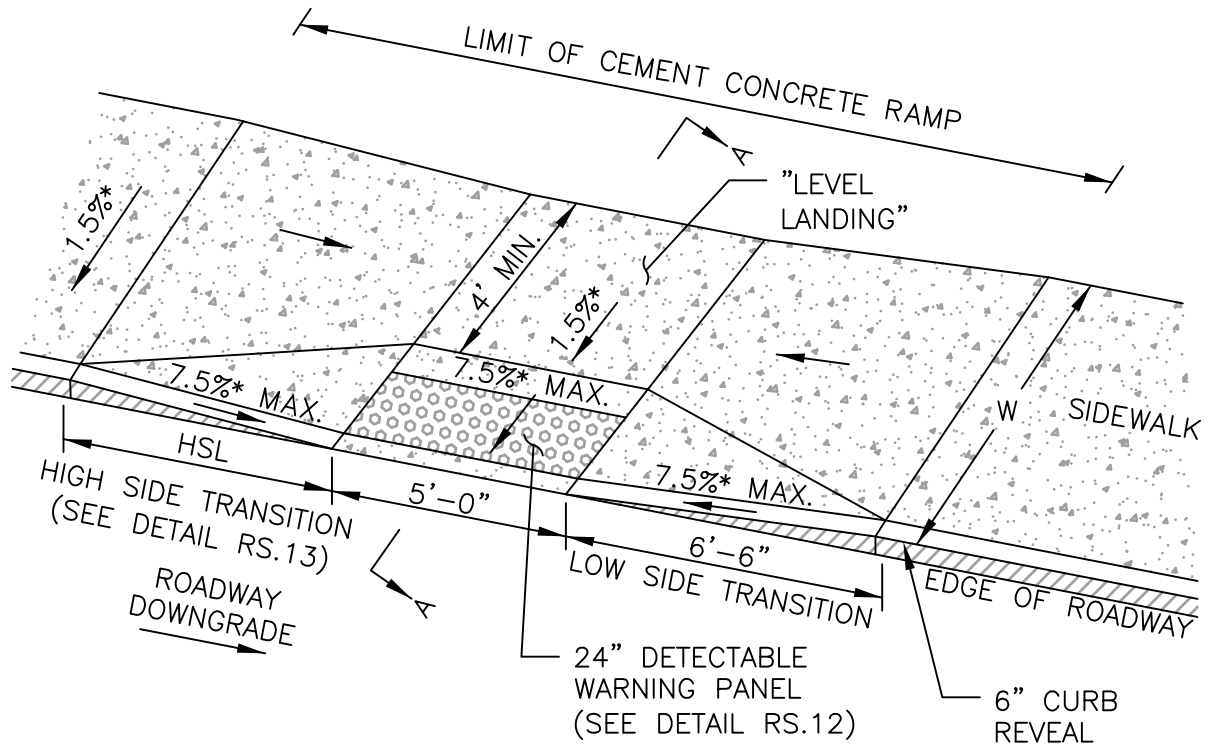 LIMIT OF CEMENT CONCRETE RAMP
A
"LEVEL
LANDING"
1.5%*
4' MIN.
1.5%*
7.5%* MAX.
7.5%* MAX.
W
SIDEWALK
HSL
HIGH SIDE TRANSITION
(SEE DETAIL RS.13)
5'-0"
7.5%* MAX.
6'-6"
LOW SIDE TRANSITION
EDGE OF ROADWAY
A
ROADWAY
DOWNGRADE
24" DETECTABLE
WARNING PANEL
(SEE DETAIL RS.12)
6" CURB
REVEAL